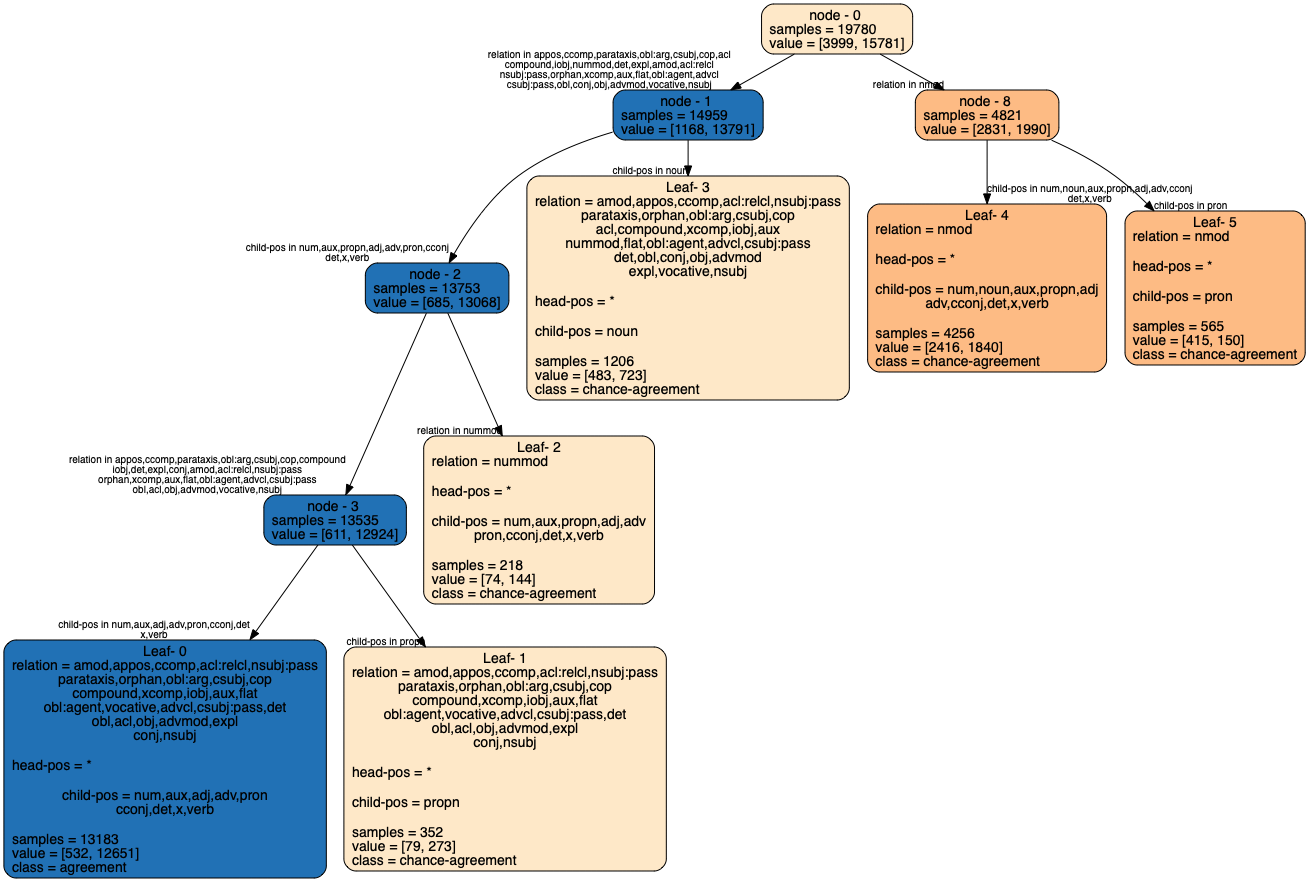 node - 0
samples = 19780
value = [3999, 15781]
relation in appos,ccomp,parataxis,obl:arg,csubj,cop,acl
compound,iobj,nummod,det,expl,amod,acl:relcl
nsubj:pass,orphan,xcomp,aux,flat,obl:agent,advcl
csubj:pass,obl,conj,obj,advmod,vocative,nsubj
relation in nmod
node - 1
samples = 14959
value = [1168, 13791]
node - 8
samples = 4821
value = [2831, 1990]
child-pos in noun
Leaf- 3
relation = amod,appos,ccomp,acl:relcl,nsubj:pass
parataxis,orphan,obl:arg,csubj,cop
acl,compound,xcomp,iobj,aux
nummod,flat,obl:agent,advcl,csubj:pass
det,obl,conj,obj,advmod
expl,vocative,nsubj
head-pos = *
child-pos = noun
samples = 1206
value = [483, 723]
class = chance-agreement
child-pos in num,noun,aux,propn,adj,adv,cconj
det,x,verb
Leaf- 4
relation = nmod
head-pos = *
child-pos = num,noun,aux,propn,adj
adv,cconj,det,x,verb
samples = 4256
value = [2416, 1840]
class = chance-agreement
child-pos in pron
Leaf- 5
relation = nmod
head-pos = *
child-pos = pron
samples = 565
value = [415, 150]
class = chance-agreement
child-pos in num,aux,propn,adj,adv,pron,cconj
det,x,verb
node - 2
samples = 13753
value = [685, 13068]
relation in nummod
Leaf- 2
relation = nummod
head-pos = *
child-pos = num,aux,propn,adj,adv
pron,cconj,det,x,verb
samples = 218
value = [74, 144]
class = chance-agreement
relation in appos,ccomp,parataxis,obl:arg,csubj,cop,compound
iobj,det,expl,conj,amod,acl:relcl,nsubj:pass
orphan,xcomp,aux,flat,obl:agent,advcl,csubj:pass
obl,acl,obj,advmod,vocative,nsubj
node - 3
samples = 13535
value = [611, 12924]
child-pos in num,aux,adj,adv,pron,cconj,det
x,verb
Leaf- 0
relation = amod,appos,ccomp,acl:relcl,nsubj:pass
parataxis,orphan,obl:arg,csubj,cop
compound,xcomp,iobj,aux,flat
obl:agent,vocative,advcl,csubj:pass,det
obl,acl,obj,advmod,expl
conj,nsubj
head-pos = *
child-pos = num,aux,adj,adv,pron
cconj,det,x,verb
samples = 13183
value = [532, 12651]
class = agreement
child-pos in propn
Leaf- 1
relation = amod,appos,ccomp,acl:relcl,nsubj:pass
parataxis,orphan,obl:arg,csubj,cop
compound,xcomp,iobj,aux,flat
obl:agent,vocative,advcl,csubj:pass,det
obl,acl,obj,advmod,expl
conj,nsubj
head-pos = *
child-pos = propn
samples = 352
value = [79, 273]
class = chance-agreement